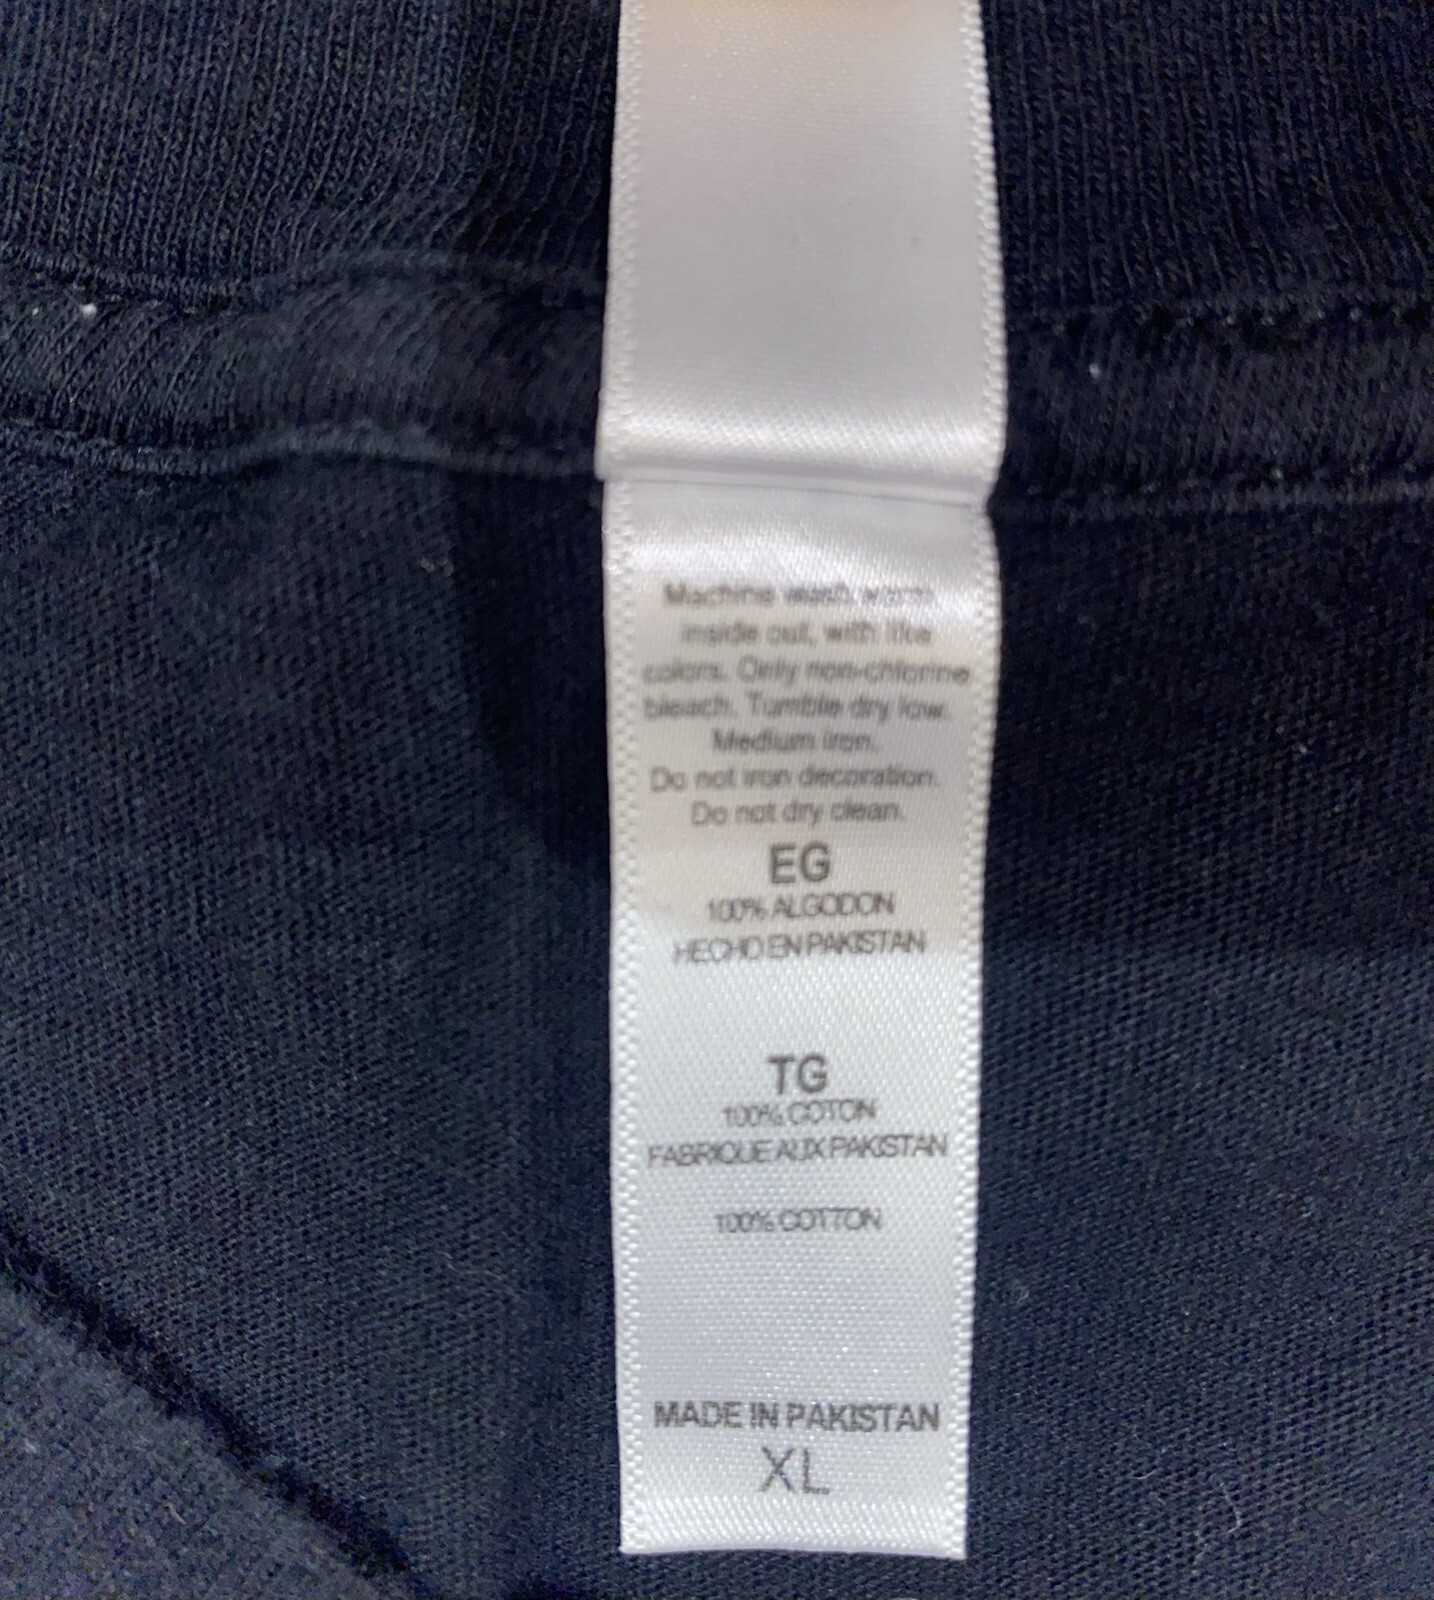 Machine wash warm,
inside out, with like
colors. Only non-chlorine
bleach. Tumble dry low.
Medium iron.
Do not iron decoration.
Do not dry clean.
EG
100% ALGODON
HECHO EN PAKISTAN
TG
100% COTON
FABRIQUE AUX PAKISTAN
100% COTTON
MADE IN PAKISTAN
XL